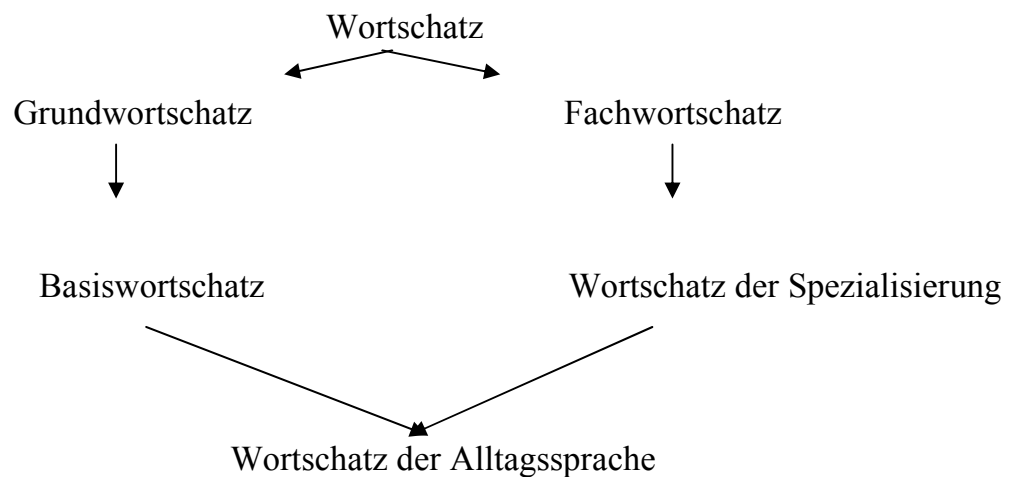 Wortschatz
Grundwortschatz Fachwortschatz
Basiswortschatz Wortschatz der Spezialisierung
Wortschatz der Alltagssprache